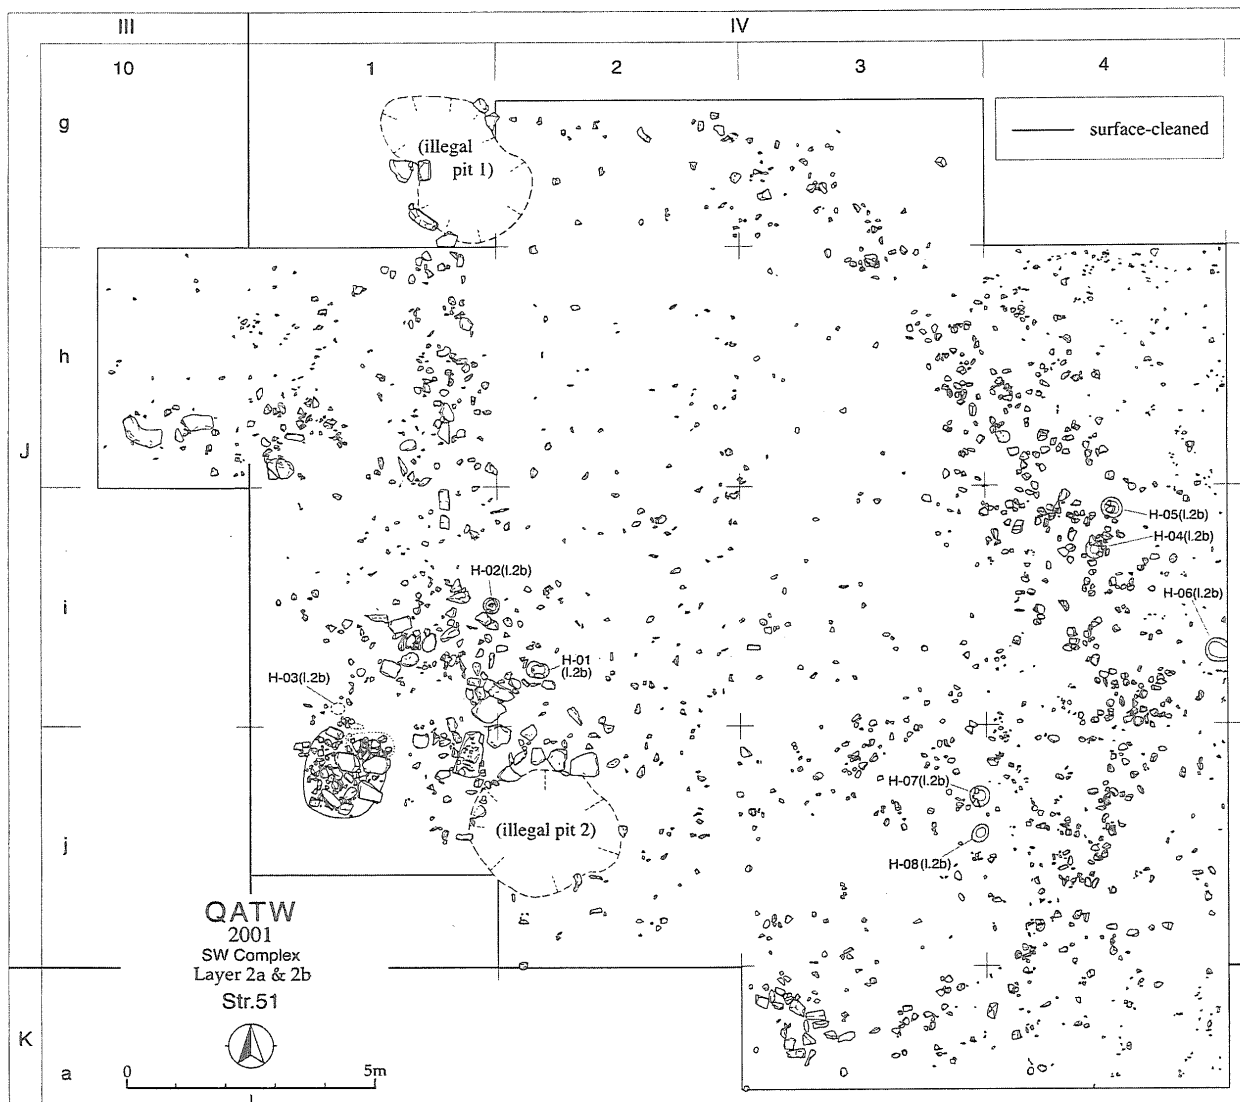 III
IV
10
1
2
3
4
g
(illegal
pit 1)
surface-cleaned
h
J
H-05(l.2b)
H-04(l.2b)
H-02(l.2b)
i
H-06(l.2b)
H-01
(l.2b)
H-03(l.2b)
H-07(l.2b)
(illegal pit 2)
j
H-08(l.2b)
QATW
2001
SW Complex
Layer 2a & 2b
Str.51
K
a
0
5m